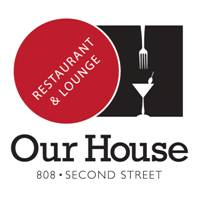 RESTAURANT
& LOUNGE
Our House
808 • SECOND STREET